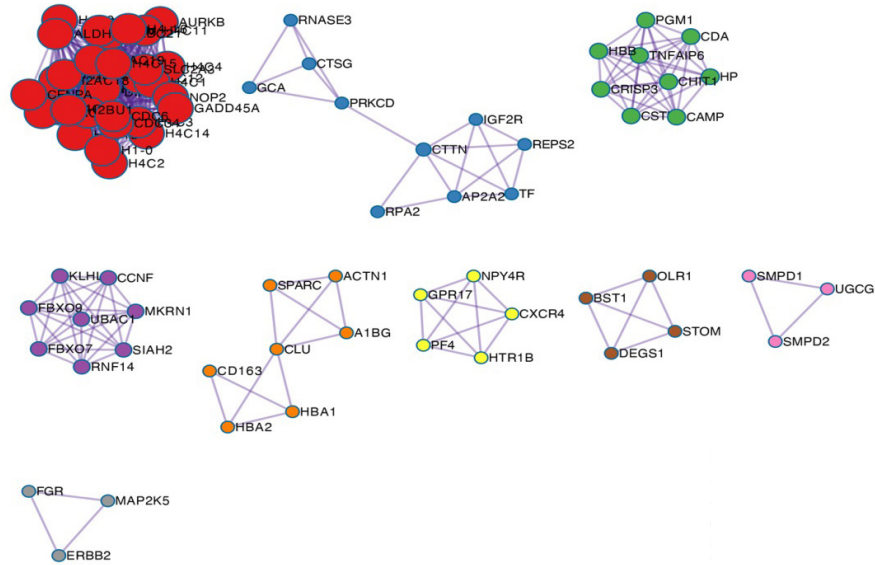 AURKB
ALDH
H4C4
SLC2A3
H4C1
NOP2
GADD45A
CENPA
H2BU1
CDC6
H4C14
H1-0
H4C2
RNASE3
CTSG
GCA
PRKCD
IGF2R
CTTN
REPS2
AP2A2
TF
RPA2
PGM1
CDA
HBB
TNFAIP6
CHIT1
HP
CRISP3
CST
CAMP
KLHL
CCNF
FBXO9
MKRN1
UBAC1
FBXO7
SIAH2
RNF14
ACTN1
SPARC
A1BG
CLU
CD163
HBA1
HBA2
NPY4R
GPR17
CXCR4
PF4
HTR1B
OLR1
BST1
STOM
DEGS1
SMPD1
UGCG
SMPD2
FGR
MAP2K5
ERBB2